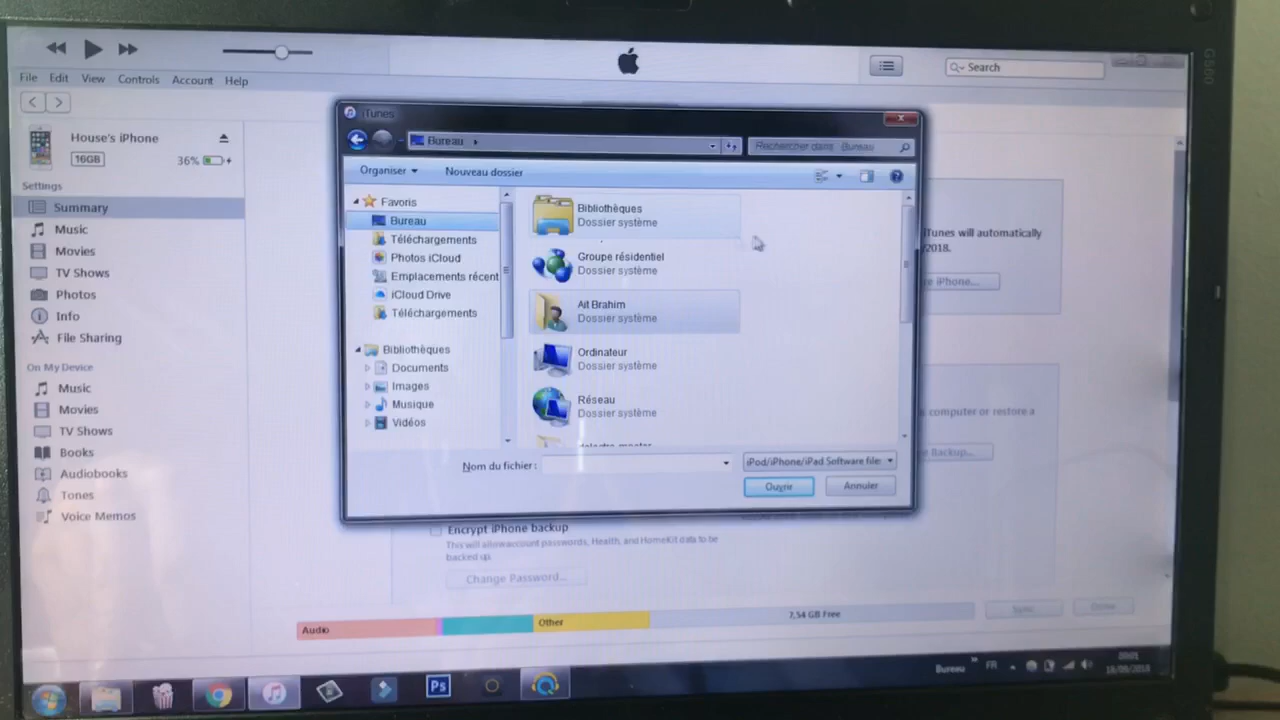 File Edit View Controls Account Help
Search
House's iPhone
16GB
36%
Settings
Summary
Music
Movies
TV Shows
Photos
Info
File Sharing
On My Device
Music
Movies
TV Shows
Books
Audiobooks
Tones
Voice Memos
iTunes
Bureau
Rechercher dans : Bureau
Organiser
Nouveau dossier
Favoris
Bureau
Téléchargements
Photos iCloud
Emplacements récent
iCloud Drive
Téléchargements
Bibliothèques
Documents
Images
Musique
Vidéos
Bibliothèques
Dossier système
Groupe résidentiel
Dossier système
Ait Brahim
Dossier système
Ordinateur
Dossier système
Réseau
Dossier système
Nom du fichier :
iPod/iPhone/iPad Software file
Ouvrir
Annuler
iTunes will automatically
2018.
e iPhone...
computer or restore a
Backup...
Encrypt iPhone backup
This will allow account passwords, Health, and HomeKit data to be
backed up.
Change Password...
Audio
Other
7,54 GB Free
Sync
Done
Ps
Bureau
FR
G560